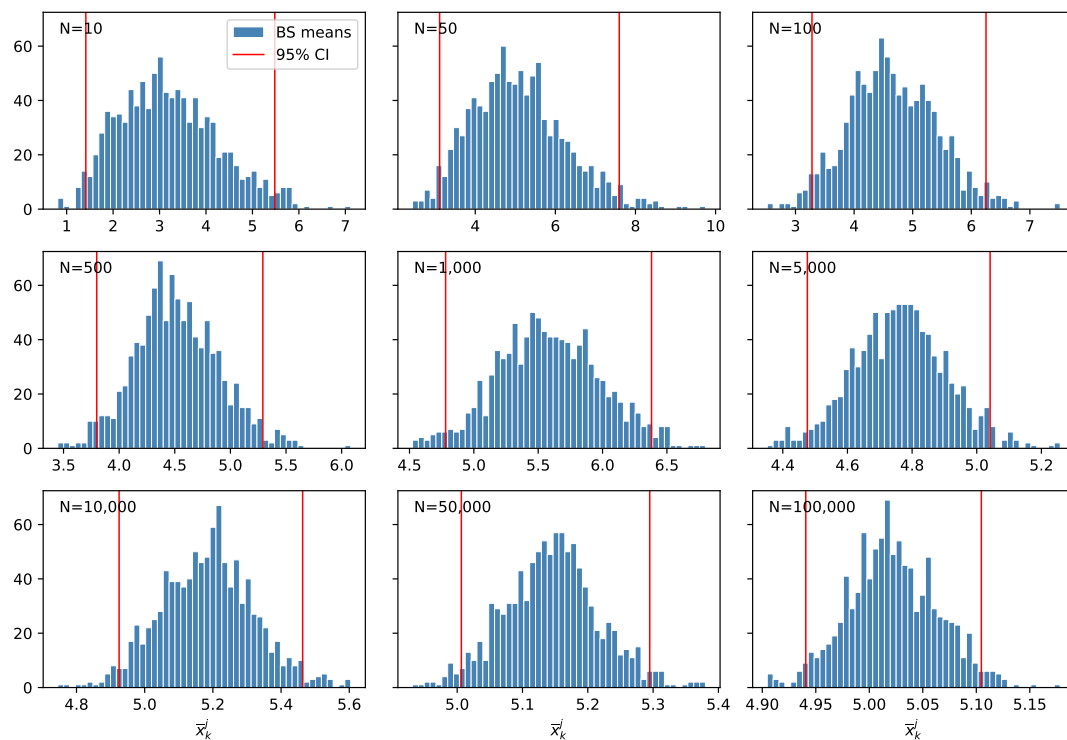 N=10
BS means
95% CI
0
20
40
60
1 2 3 4 5 6 7
N=50
4 6 8 10
N=100
3 4 5 6 7
N=500
0
20
40
60
3.5 4.0 4.5 5.0 5.5 6.0
N=1,000
4.5 5.0 5.5 6.0 6.5
N=5,000
4.4 4.6 4.8 5.0 5.2
N=10,000
0
20
40
60
4.8 5.0 5.2 5.4 5.6
x̅ₖʲ
N=50,000
5.0 5.1 5.2 5.3 5.4
x̅ₖʲ
N=100,000
4.90 4.95 5.00 5.05 5.10 5.15
x̅ₖʲ